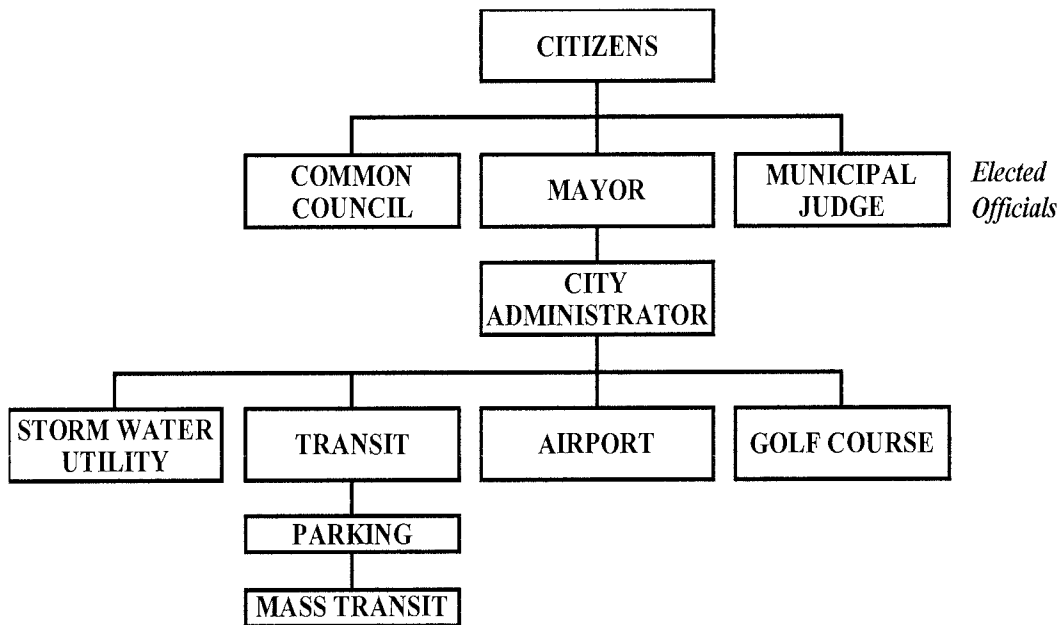 CITIZENS
COMMON
COUNCIL
MAYOR
MUNICIPAL
JUDGE
Elected
Officials
CITY
ADMINISTRATOR
STORM WATER
UTILITY
TRANSIT
AIRPORT
GOLF COURSE
PARKING
MASS TRANSIT